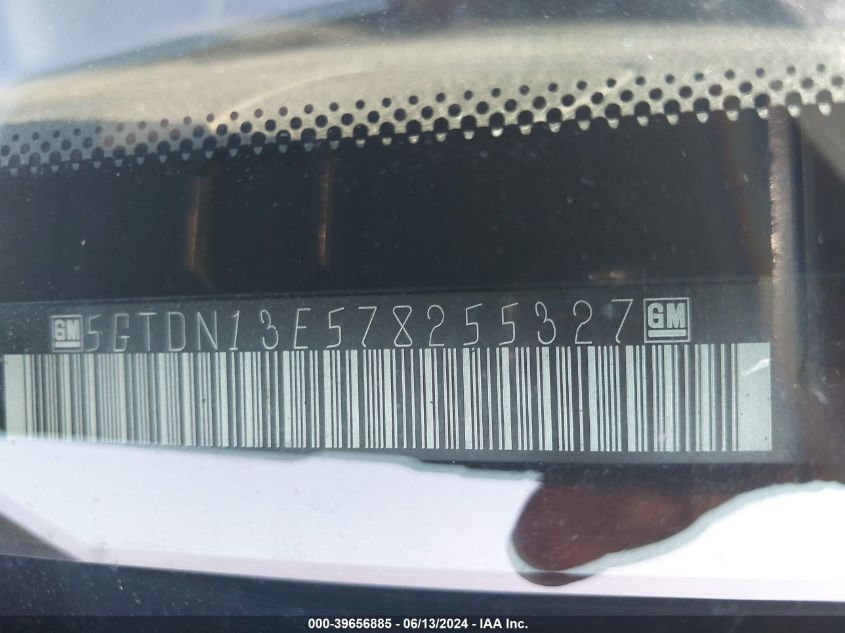 GM 5GTDN13E578255327 GM
000-39656885 - 06/13/2024 - IAA Inc.